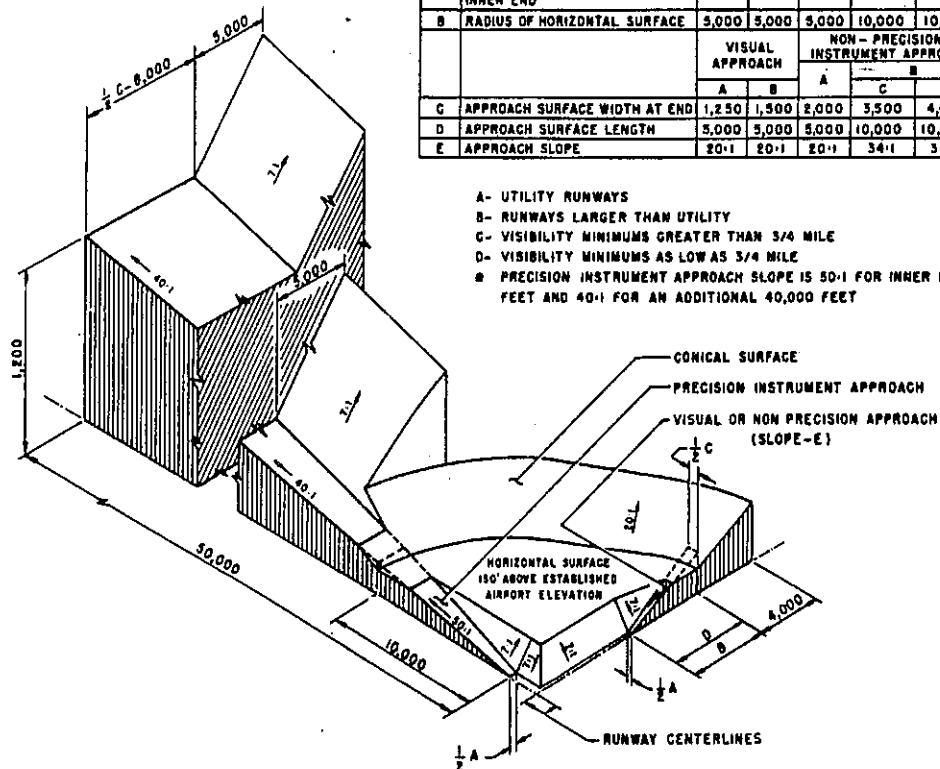 INNER END
B RADIUS OF HORIZONTAL SURFACE 5,000 5,000 5,000 10,000 10
VISUAL APPROACH NON-PRECISION
INSTRUMENT
A B A B
C
C APPROACH SURFACE WIDTH AT END 1,250 1,500 2,000 3,500 4,
D APPROACH SURFACE LENGTH 5,000 5,000 5,000 10,000 10,
E APPROACH SLOPE 20:1 20:1 20:1 34:1 3
A- UTILITY RUNWAYS
B- RUNWAYS LARGER THAN UTILITY
C- VISIBILITY MINIMUMS GREATER THAN 3/4 MILE
D- VISIBILITY MINIMUMS AS LOW AS 3/4 MILE
* PRECISION INSTRUMENT APPROACH SLOPE IS 50:1 FOR INNER
FEET AND 40:1 FOR AN ADDITIONAL 40,000 FEET
5,000
1/2 C-8,000
7:1
40:1
1,200
5,000
7:1
40:1
CONICAL SURFACE
PRECISION INSTRUMENT APPROACH
VISUAL OR NON PRECISION APPROACH
(SLOPE-E)
1/2 C
20:1
HORIZONTAL SURFACE
150' ABOVE ESTABLISHED
AIRPORT ELEVATION
50,000
50:1
7:1
7:1
7:1
7:1
10,000
4,000
D
B
1/2 A
RUNWAY CENTERLINES
1/2 A